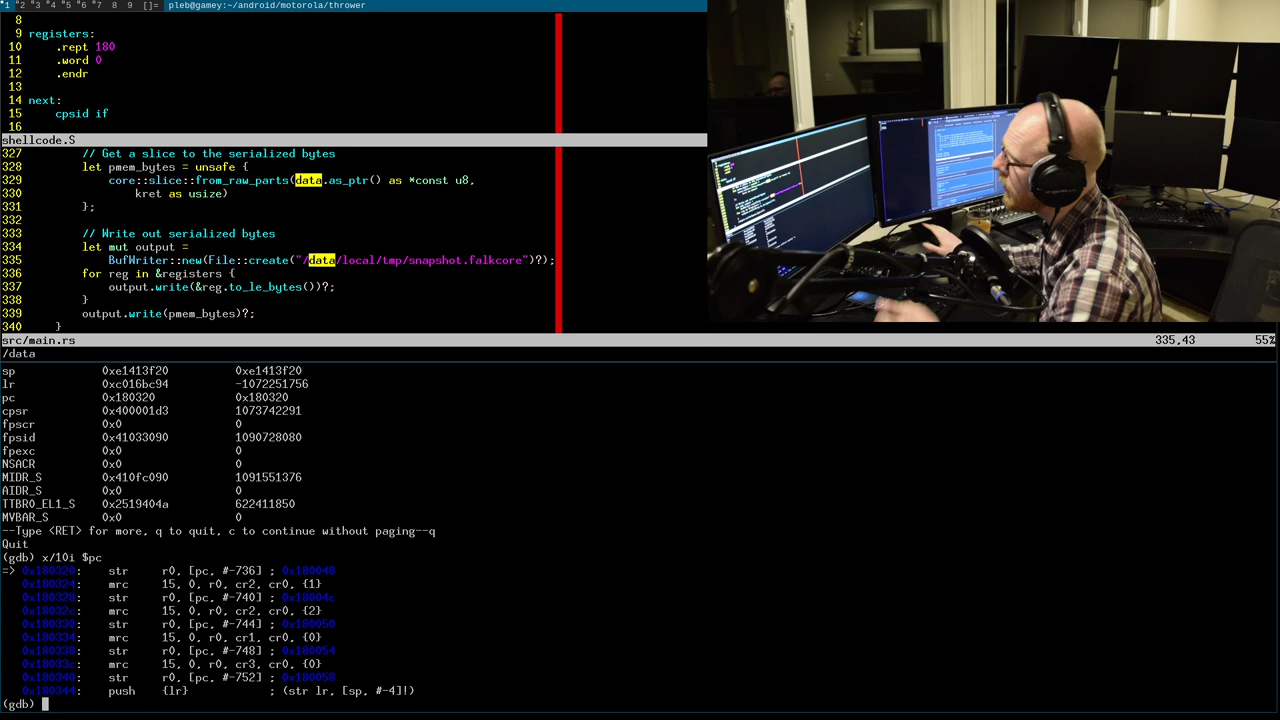 1 2 3 4 5 6 7 8 9 []= pleb@gamey:~/android/motorola/thrower
8
9 registers:
10     .rept 180
11     .word 0
12     .endr
13
14 next:
15     cpsid if
16
shellcode.S
327         // Get a slice to the serialized bytes
328         let pmem_bytes = unsafe {
329             core::slice::from_raw_parts(data.as_ptr() as *const u8,
330                 kret as usize)
331         };
332
333         // Write out serialized bytes
334         let mut output =
335             BufWriter::new(File::create("/data/local/tmp/snapshot.falkcore")?);
336         for reg in &registers {
337             output.write(&reg.to_le_bytes())?;
338         }
339         output.write(pmem_bytes)?;
340     }
src/main.rs 335,43 55%
/data
sp 0xe1413f20 0xe1413f20
lr 0xc016bc94 -1072251756
pc 0x180320 0x180320
cpsr 0x400001d3 1073742291
fpscr 0x0 0
fpsid 0x41033090 1090728080
fpexc 0x0 0
NSACR 0x0 0
MIDR_S 0x410fc090 1091551376
AIDR_S 0x0 0
TTBR0_EL1_S 0x2519404a 622411850
MVBAR_S 0x0 0
--Type <RET> for more, q to quit, c to continue without paging--q
Quit
(gdb) x/10i $pc
=> 0x180320: str r0, [pc, #-736] ; 0x180048
0x180324: mrc 15, 0, r0, cr2, cr0, {1}
0x180328: str r0, [pc, #-740] ; 0x18004c
0x18032c: mrc 15, 0, r0, cr2, cr0, {2}
0x180330: str r0, [pc, #-744] ; 0x180050
0x180334: mrc 15, 0, r0, cr1, cr0, {0}
0x180338: str r0, [pc, #-748] ; 0x180054
0x18033c: mrc 15, 0, r0, cr3, cr0, {0}
0x180340: str r0, [pc, #-752] ; 0x180058
0x180344: push {lr} ; (str lr, [sp, #-4]!)
(gdb)